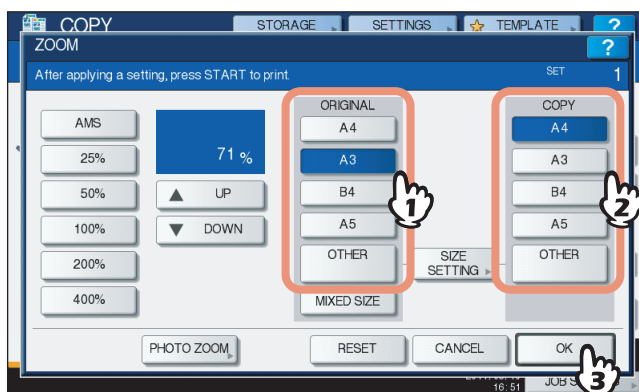 COPY
STORAGE
SETTINGS
TEMPLATE
?
ZOOM
?
After applying a setting, press START to print.
SET 1
ORIGINAL
COPY
AMS
25%
50%
100%
200%
400%
71 %
UP
DOWN
A4
A3
B4
A5
OTHER
MIXED SIZE
SIZE
SETTING
A4
A3
B4
A5
OTHER
1
2
PHOTO ZOOM
RESET
CANCEL
OK
3
16:51
JOB S